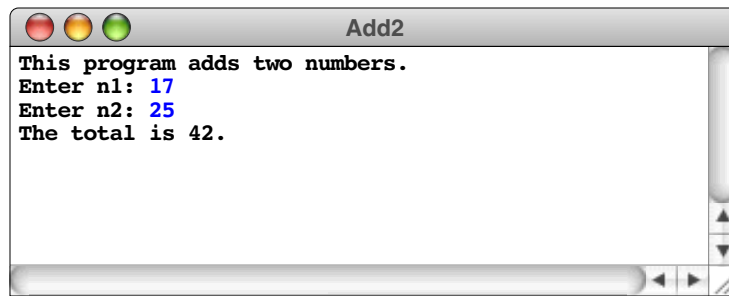 Add2
This program adds two numbers.
Enter n1: 17
Enter n2: 25
The total is 42.